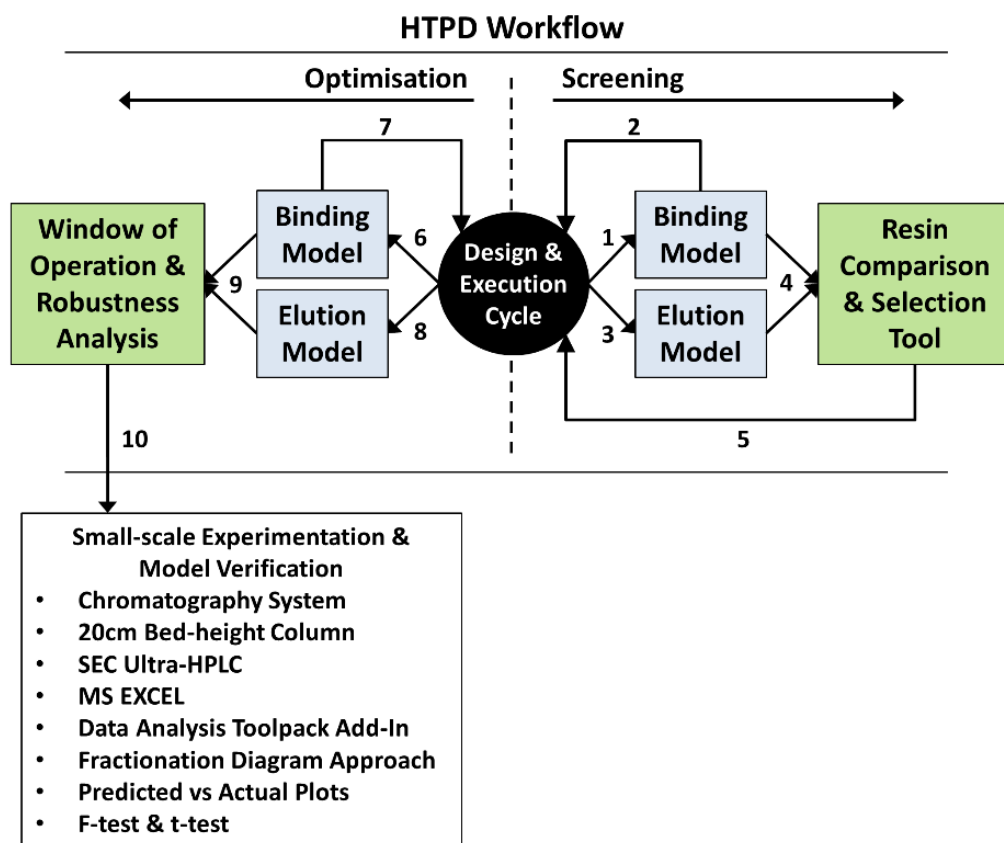 HTPD Workflow
Optimisation
Screening
7
2
Window of
Operation &
Robustness
Analysis
9
Binding
Model
6
Elution
Model
8
Design &
Execution
Cycle
1
Binding
Model
3
Elution
Model
4
Resin
Comparison
& Selection
Tool
5
10
Small-scale Experimentation &
Model Verification
• Chromatography System
• 20cm Bed-height Column
• SEC Ultra-HPLC
• MS EXCEL
• Data Analysis Toolpack Add-In
• Fractionation Diagram Approach
• Predicted vs Actual Plots
• F-test & t-test